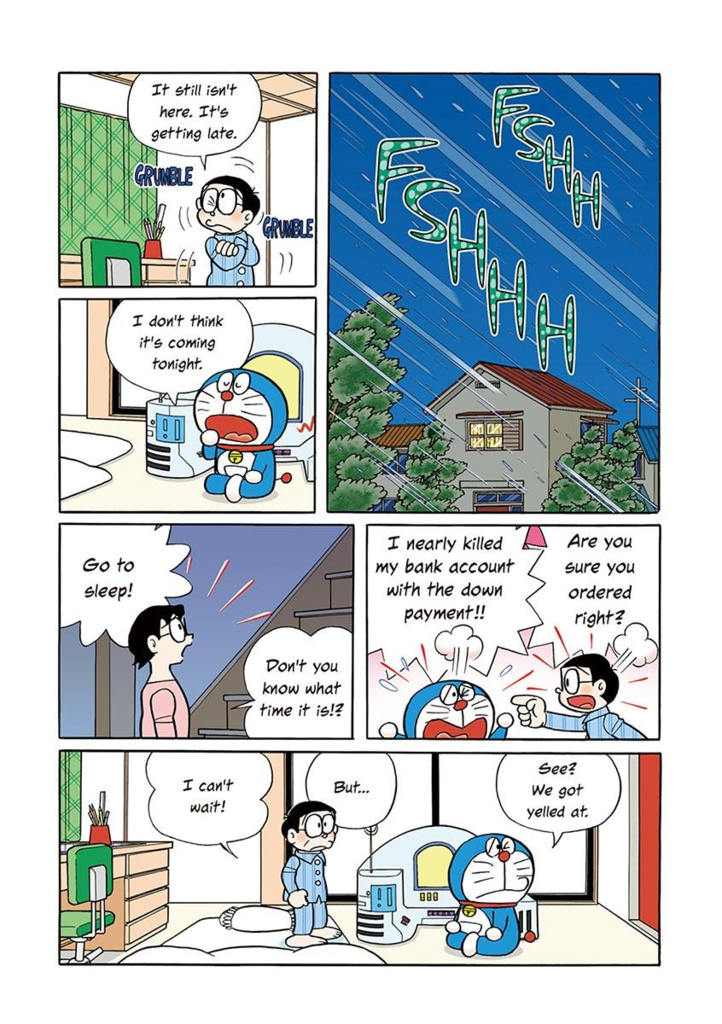 FSHHH
FSHHH
It still isn't
here. It's
getting late.
GRUMBLE
GRUMBLE
I don't think
it's coming
tonight.
Are you
sure you
ordered
right?
I nearly killed
my bank account
with the down
payment!!
Go to
sleep!
Don't you
know what
time it is!?
See?
We got
yelled at.
But...
I can't
wait!